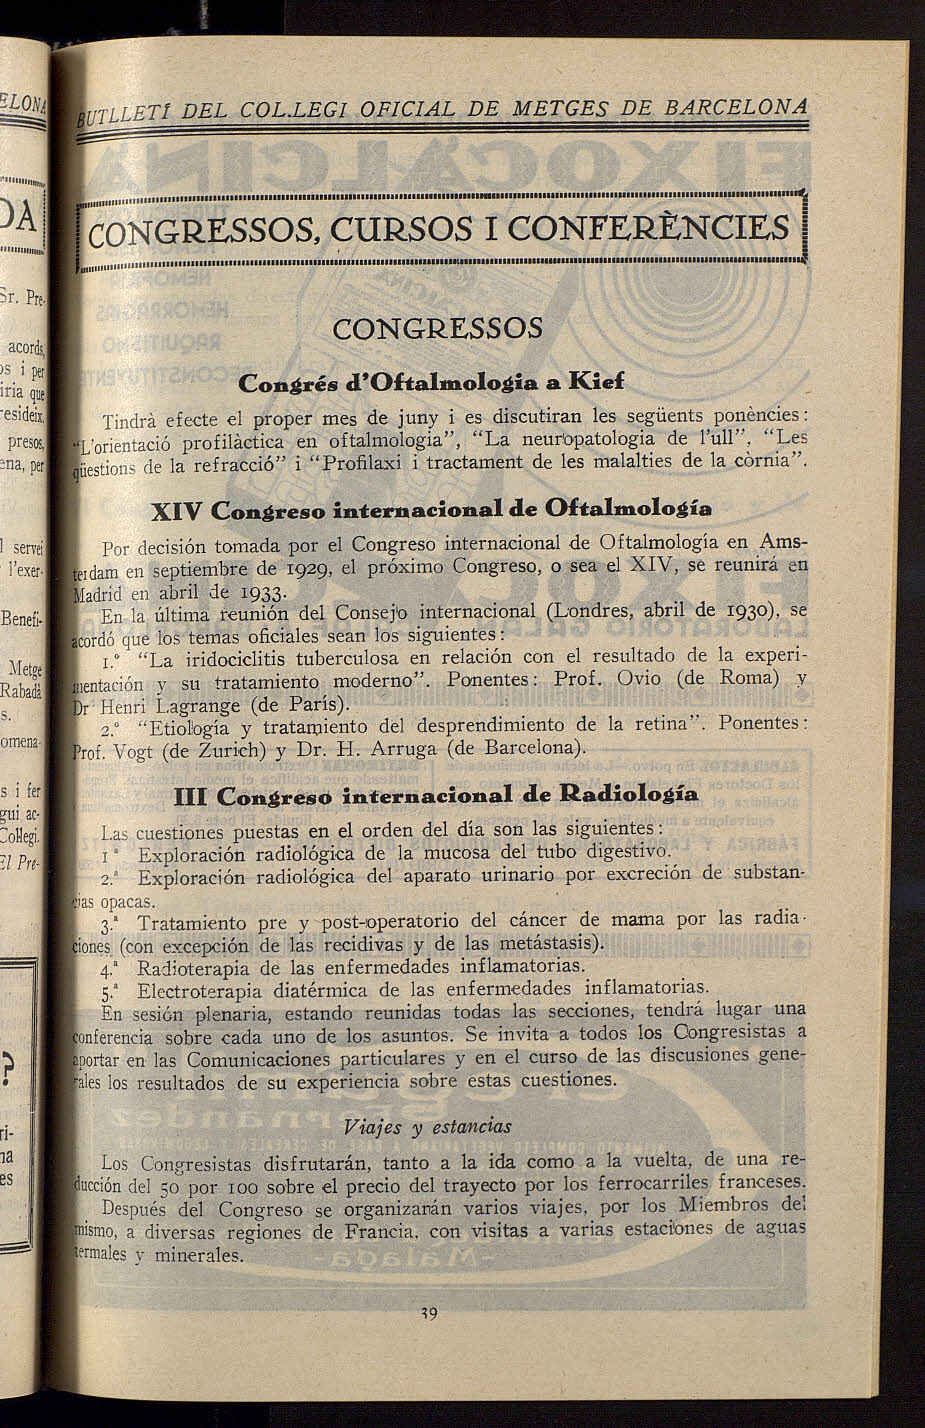 BUTLLETÍ DEL COL.LEGI OFICIAL DE METGES DE BARCELONA
CONGRESSOS, CURSOS I CONFERÈNCIES
CONGRESSOS
Congrés d'Oftalmologia a Kief
Tindrà efecte el proper mes de juny i es discutiran les següents ponències:
"L'orientació profilàctica en oftalmologia", "La neuropatologia de l'ull", "Les
qüestions de la refracció" i "Profilaxi i tractament de les malalties de la còrnia".
XIV Congreso internacional de Oftalmología
Por decisión tomada por el Congreso internacional de Oftalmología en Ams-
terdam en septiembre de 1929, el próximo Congreso, o sea el XIV, se reunirá en
Madrid en abril de 1933.
En la última reunión del Consejo internacional (Londres, abril de 1930), se
acordó que los temas oficiales sean los siguientes:
1.º "La iridociclitis tuberculosa en relación con el resultado de la experi-
mentación y su tratamiento moderno". Ponentes: Prof. Ovio (de Roma) y
Dr Henri Lagrange (de París).
2.º "Etiología y tratamiento del desprendimiento de la retina". Ponentes:
Prof. Vogt (de Zurich) y Dr. H. Arruga (de Barcelona).
III Congreso internacional de Radiología
Las cuestiones puestas en el orden del día son las siguientes:
1ª Exploración radiológica de la mucosa del tubo digestivo.
2.ª Exploración radiológica del aparato urinario por excreción de substan-
cias opacas.
3.ª Tratamiento pre y post-operatorio del cáncer de mama por las radia-
ciones (con excepción de las recidivas y de las metástasis).
4.ª Radioterapia de las enfermedades inflamatorias.
5.ª Electroterapia diatérmica de las enfermedades inflamatorias.
En sesión plenaria, estando reunidas todas las secciones, tendrá lugar una
conferencia sobre cada uno de los asuntos. Se invita a todos los Congresistas a
aportar en las Comunicaciones particulares y en el curso de las discusiones gene-
rales los resultados de su experiencia sobre estas cuestiones.
Viajes y estancias
Los Congresistas disfrutarán, tanto a la ida como a la vuelta, de una re-
ducción del 50 por 100 sobre el precio del trayecto por los ferrocarriles franceses.
Después del Congreso se organizarán varios viajes, por los Miembros del
mismo, a diversas regiones de Francia, con visitas a varias estaciones de aguas
termales y minerales.
39